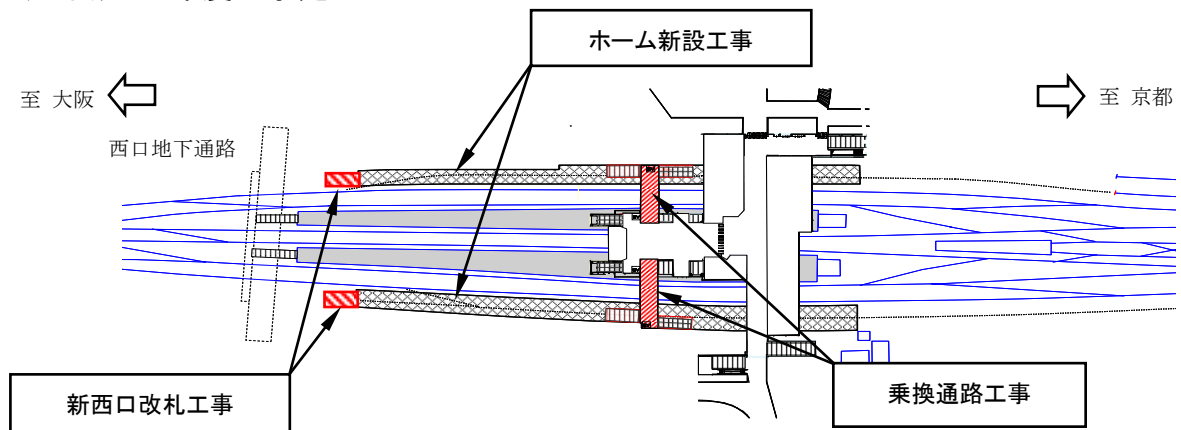 ホーム新設工事
至 大阪
至 京都
西口地下通路
新西口改札工事
乗換通路工事